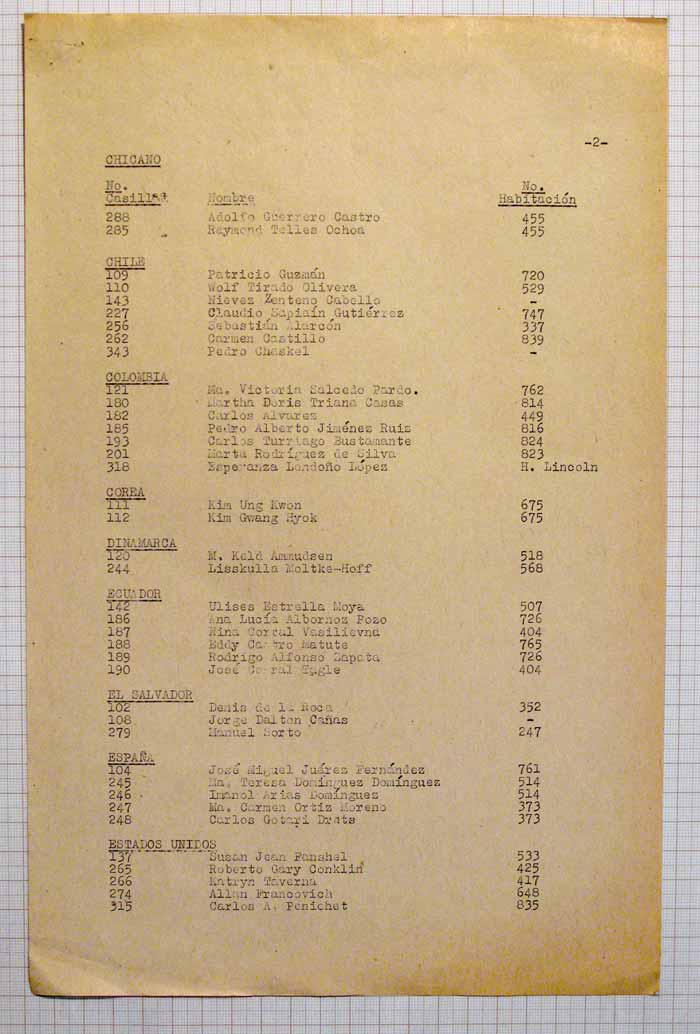 -2-
CHICANO
No. No.
Casilla Nombre Habitación
288 Adolfo Guerrero Castro 455
285 Raymond Telles Ochoa 455
CHILE
109 Patricio Guzmán 720
110 Wolf Tirado Olivera 529
143 Nievez Zenteno Cabello -
227 Claudio Sapiaín Gutiérrez 747
256 Sebastián Alarcón 337
262 Carmen Castillo 839
343 Pedro Chaskel -
COLOMBIA
121 Ma. Victoria Salcedo Pardo. 762
180 Martha Doris Triana Casas 814
182 Carlos Alvarez 449
185 Pedro Alberto Jiménez Ruiz 816
193 Carlos Turriago Bustamante 824
201 Marta Rodríguez de Silva 823
318 Esperanza Londoño López H. Lincoln
COREA
111 Kim Ung Kwon 675
112 Kim Gwang Hyok 675
DINAMARCA
120 M. Keld Ammudsen 518
244 Lisskulla Moltke-Hoff 568
ECUADOR
142 Ulises Estrella Moya 507
186 Ana Lucía Albornoz Pozo 726
187 Nina Corral Vasilievna 404
188 Eddy Castro Matute 765
189 Rodrigo Alfonso Zapata 726
190 José Corral 404
EL SALVADOR
102 Denis de la Roca 352
108 Jorge Dalton Cañas -
279 Manuel Sorto 247
ESPAÑA
104 José Miguel Juárez Fernández 761
245 Ma. Teresa Domínguez Domínguez 514
246 Imanol Arias Domínguez 514
247 Ma. Carmen Ortiz Moreno 373
248 Carlos Gotari 373
ESTADOS UNIDOS
137 Susan Jean Fanshel 533
265 Roberto Gary Conklin 425
266 Katryn Taverna 417
274 Allan Francovich 648
315 Carlos A. Penichet 835